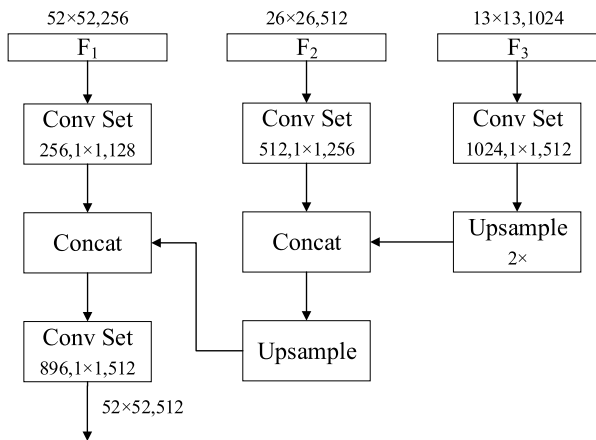 52×52,256
26×26,512
13×13,1024
F1
F2
F3
Conv Set
256,1×1,128
Conv Set
512,1×1,256
Conv Set
1024,1×1,512
Concat
Concat
Upsample
2×
Conv Set
896,1×1,512
Upsample
52×52,512